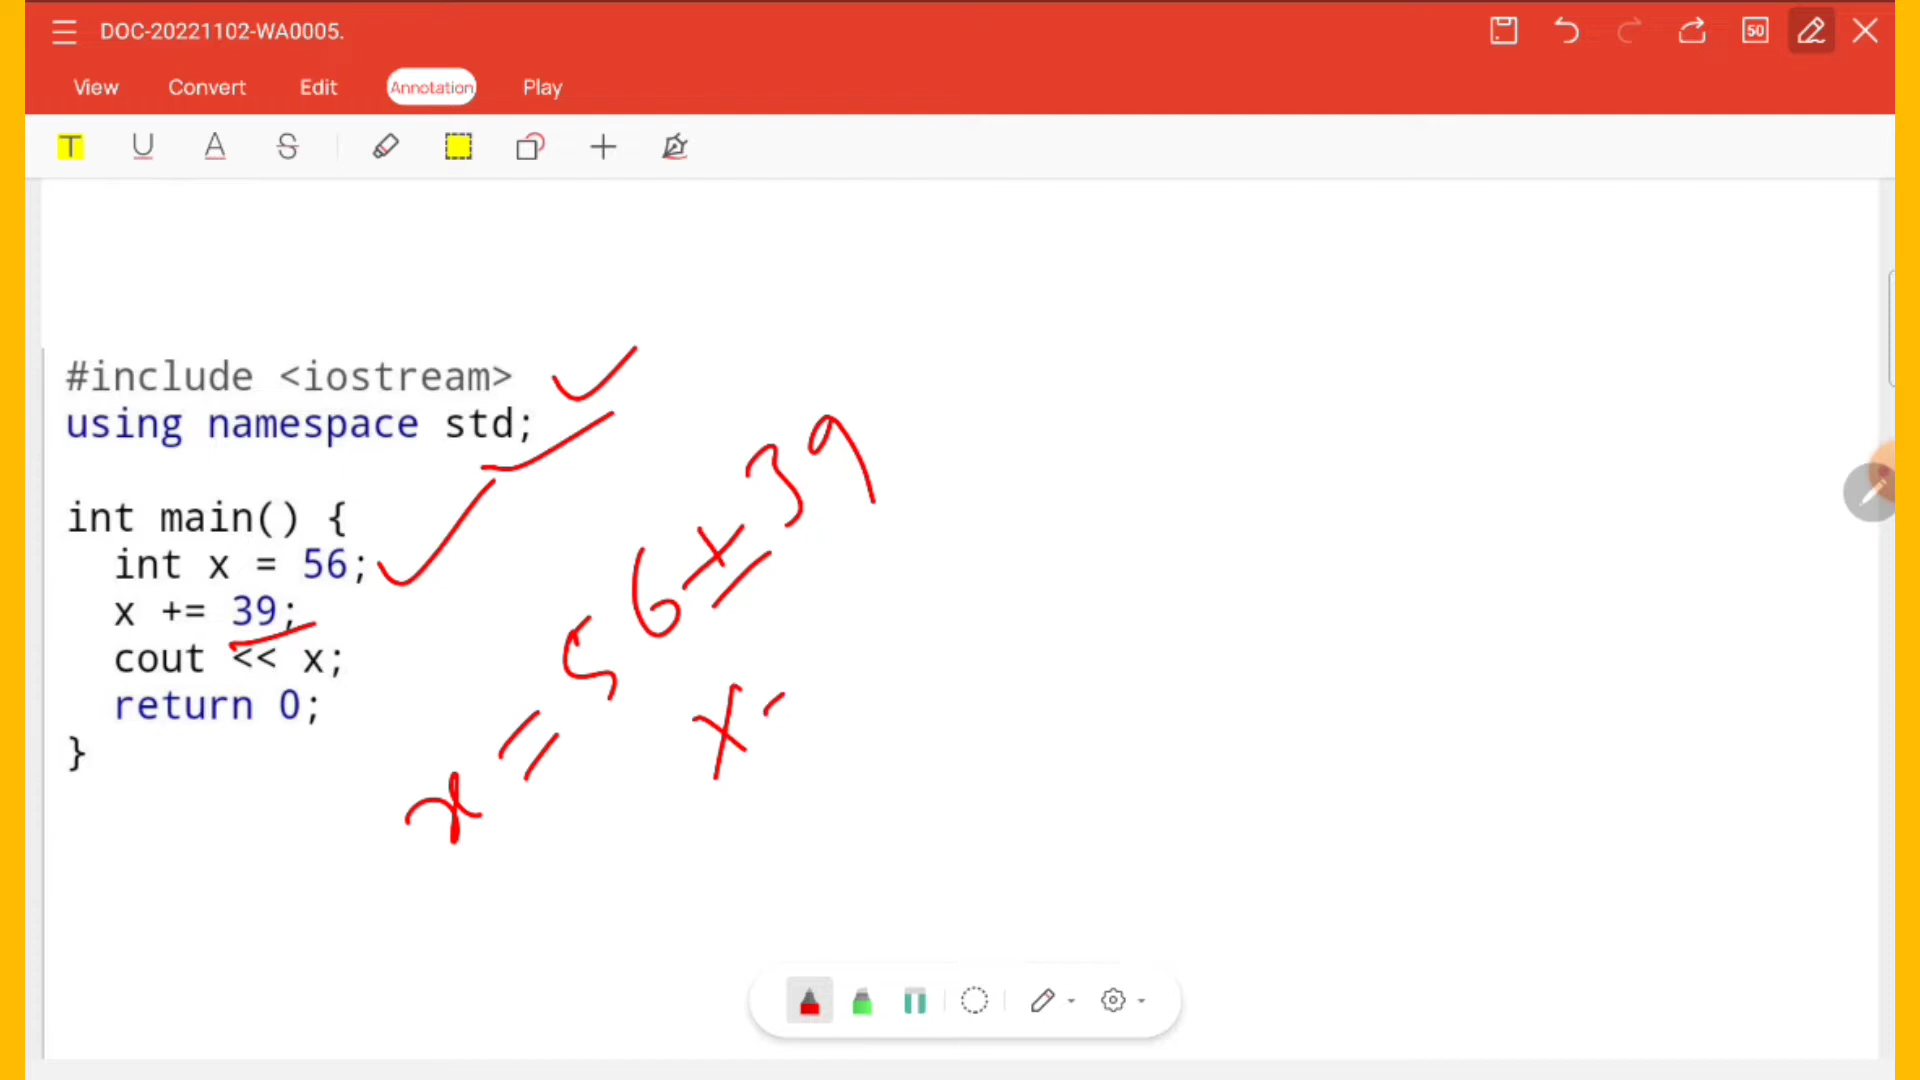 DOC-20221102-WA0005.
50
View Convert Edit Annotation Play
T U A S
#include <iostream>
using namespace std;
int main() {
int x = 56;
x += 39;
cout << x;
return 0;
}
x = 56 + 39
x -